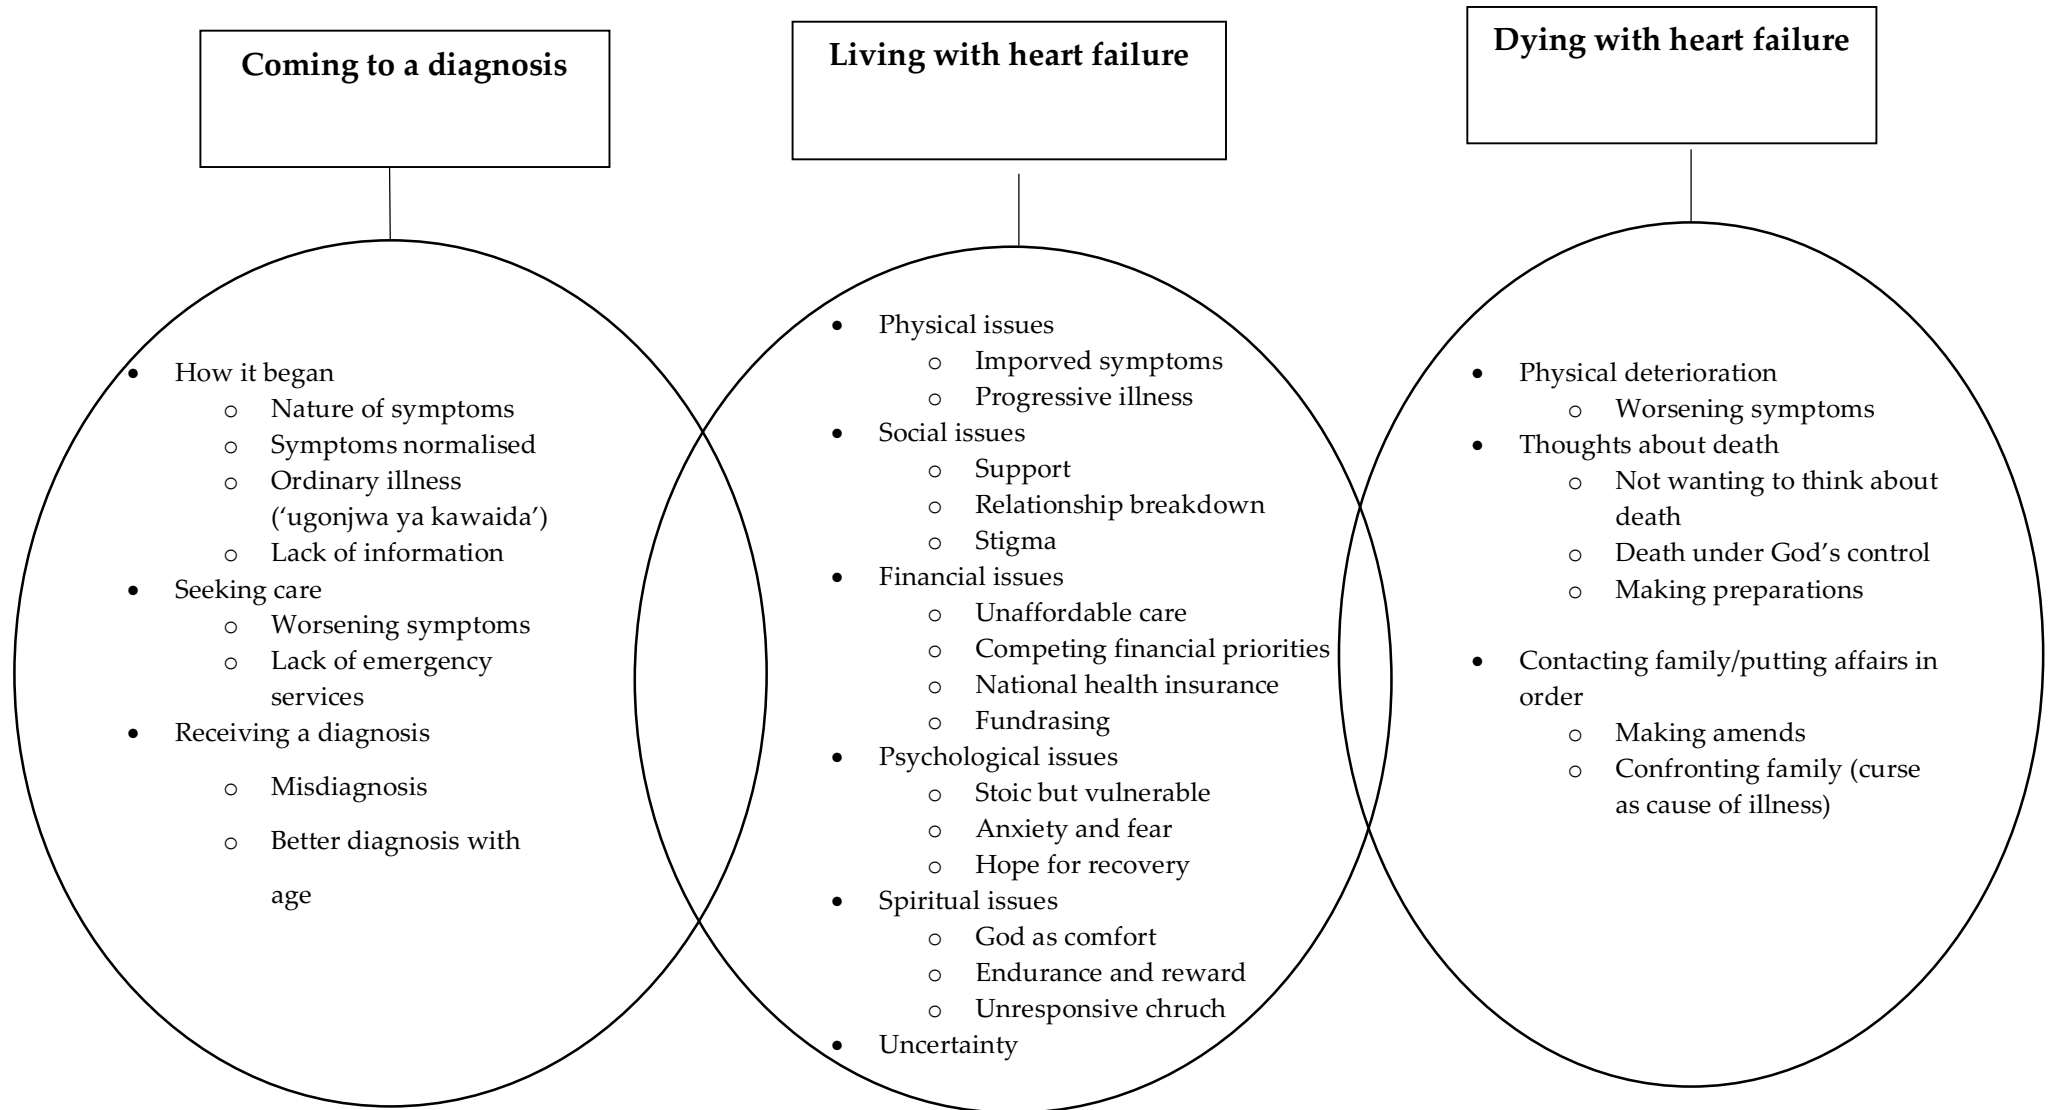 Coming to a diagnosis
Living with heart failure
Dying with heart failure
• How it began
o Nature of symptoms
o Symptoms normalised
o Ordinary illness
(‘ugonjwa ya kawaida’)
o Lack of information
• Seeking care
o Worsening symptoms
o Lack of emergency
services
• Receiving a diagnosis
o Misdiagnosis
o Better diagnosis with
age
• Physical issues
o Imporved symptoms
o Progressive illness
• Social issues
o Support
o Relationship breakdown
o Stigma
• Financial issues
o Unaffordable care
o Competing financial priorities
o National health insurance
o Fundrasing
• Psychological issues
o Stoic but vulnerable
o Anxiety and fear
o Hope for recovery
• Spiritual issues
o God as comfort
o Endurance and reward
o Unresponsive chruch
• Uncertainty
• Physical deterioration
o Worsening symptoms
• Thoughts about death
o Not wanting to think about
death
o Death under God’s control
o Making preparations
• Contacting family/putting affairs in
order
o Making amends
o Confronting family (curse
as cause of illness)